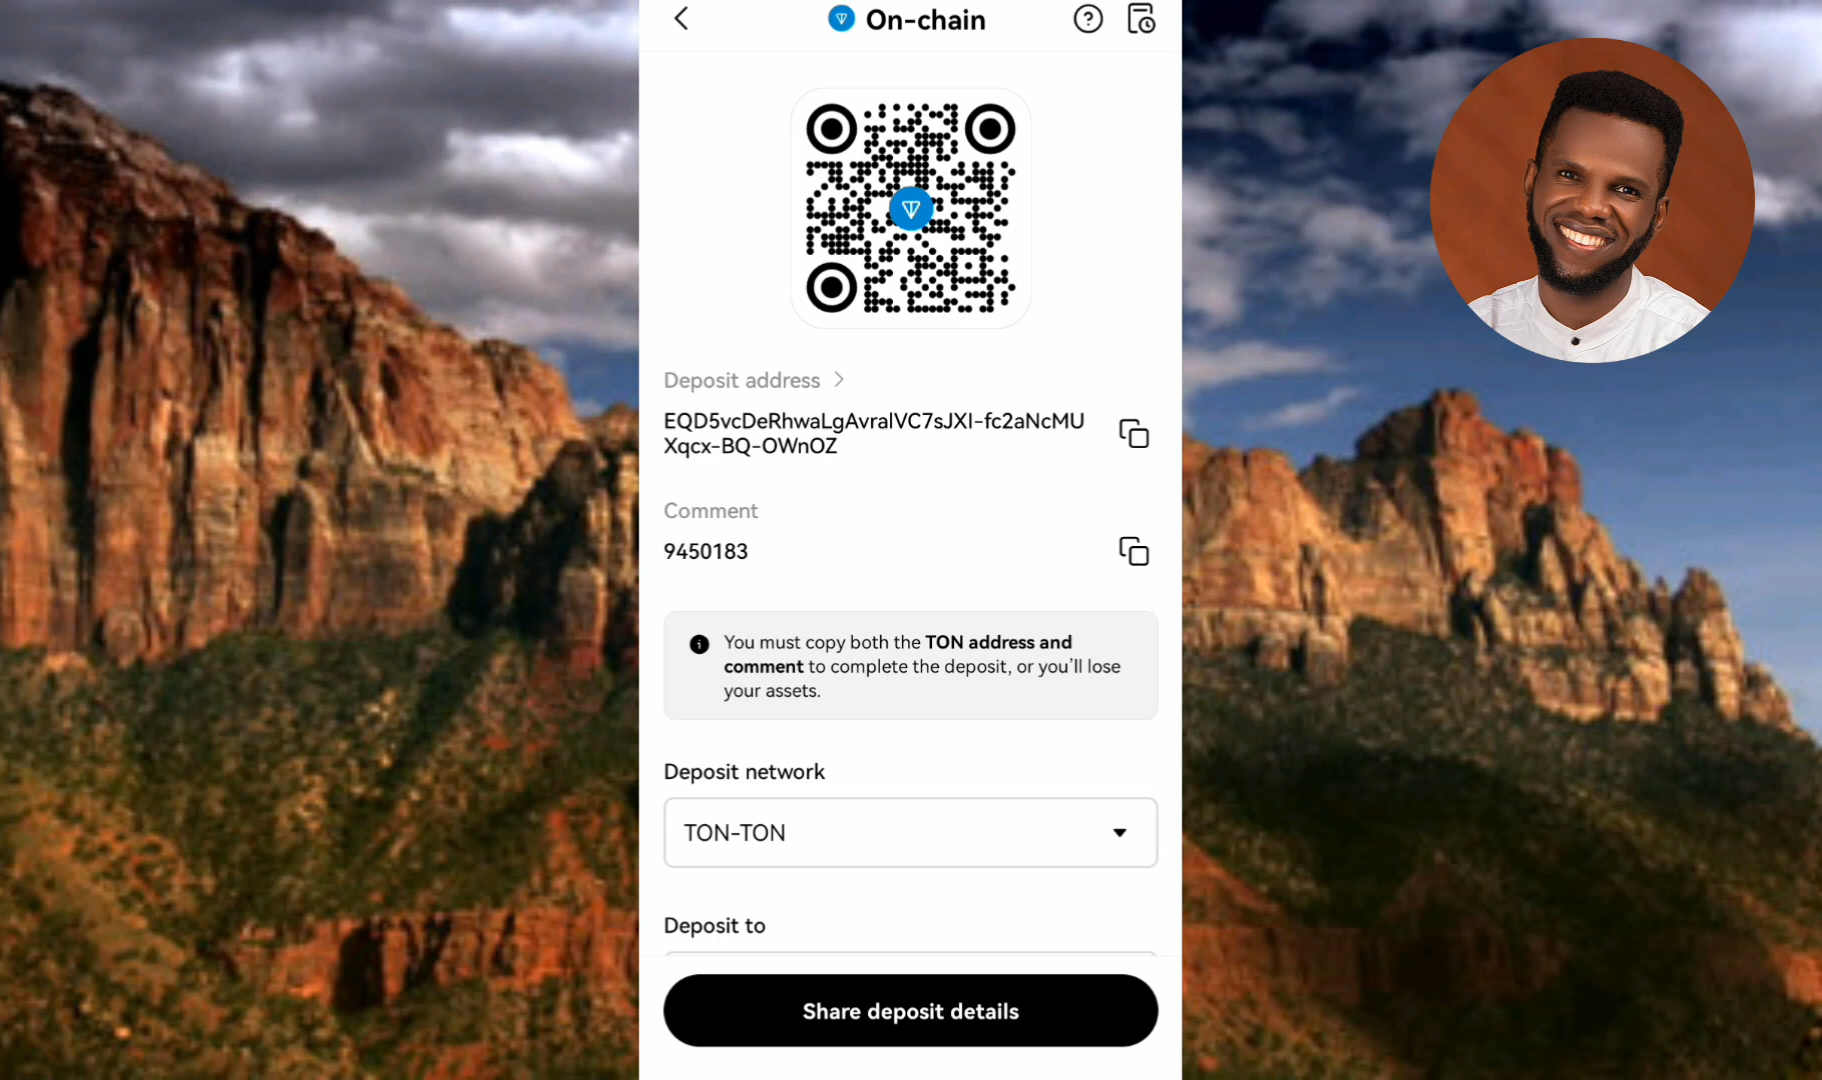 On-chain
Deposit address
EQD5vcDeRhwaLgAvralVC7sJXI-fc2aNcMU
Xqcx-BQ-OWnOZ
Comment
9450183
You must copy both the TON address and
comment to complete the deposit, or you'll lose
your assets.
Deposit network
TON-TON
Deposit to
Share deposit details